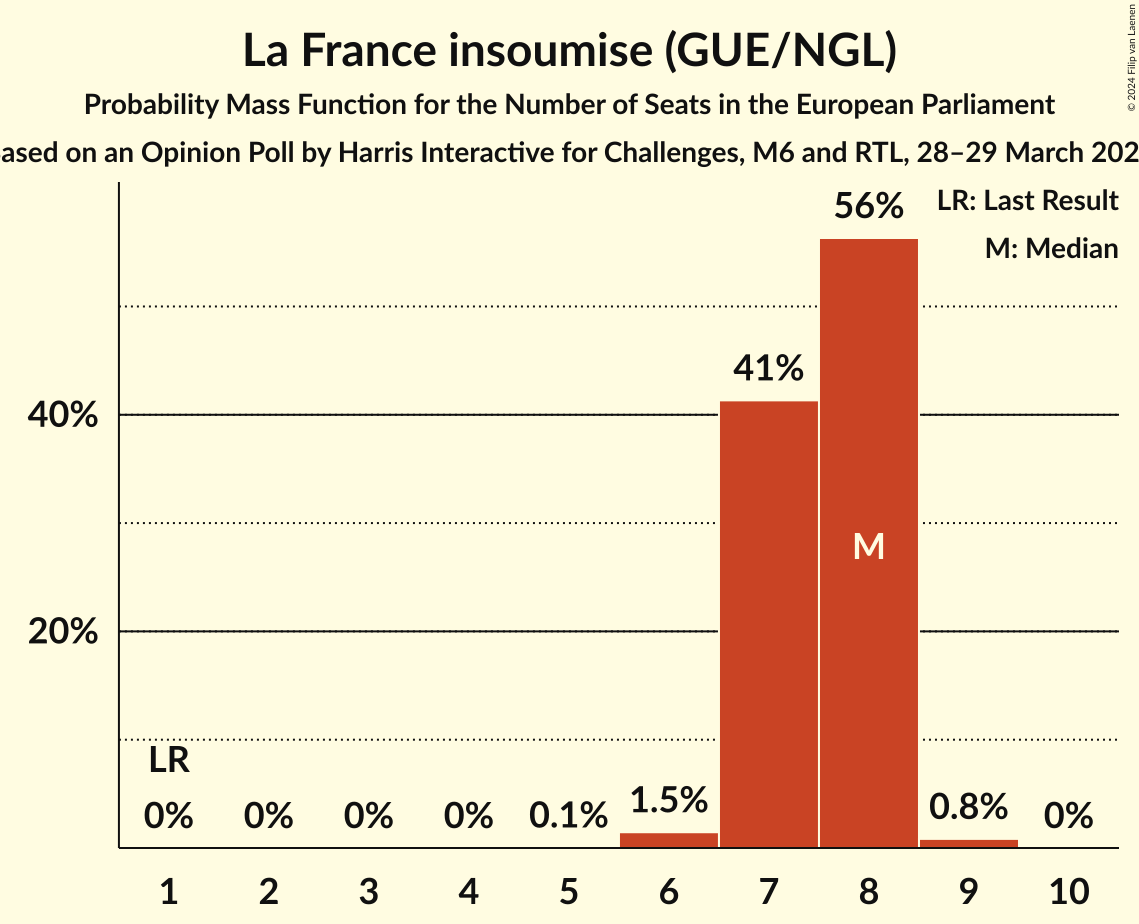 La France insoumise (GUE/NGL)
Probability Mass Function for the Number of Seats in the European Parliament
ased on an Opinion Poll by Harris Interactive for Challenges, M6 and RTL, 28–29 March 202
© 2024 Filip van Laenen
LR: Last Result
M: Median
56%
41%
40%
M
20%
LR
0% 0% 0% 0% 0.1% 1.5% 0.8% 0%
1 2 3 4 5 6 7 8 9 10